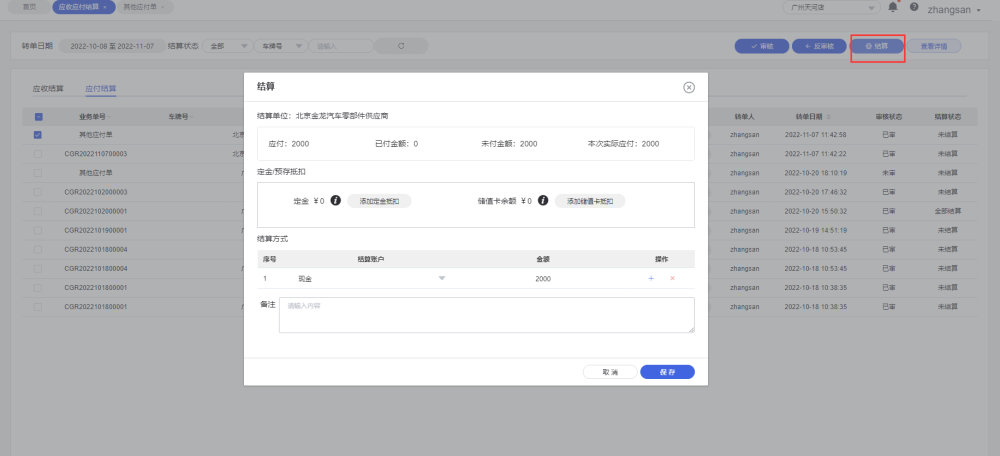 首页 应收应付结算 × 其他应付单 × 广州天河店 zhangsan
转单日期 2022-10-08 至 2022-11-07 结算状态 全部 车牌号 请输入 审核 反审核 结算 查看详情
应收结算 应付结算
业务单号 车牌号 转单人 转单日期 审核状态 结算状态
其他应付单 北京 zhangsan 2022-11-07 11:42:58 已审 未结算
CGR2022110700003 北京 zhangsan 2022-11-07 11:42:22 已审 未结算
其他应付单 zhangsan 2022-10-20 18:10:19 未审 未结算
CGR2022102000003 zhangsan 2022-10-20 17:46:32 已审 未结算
CGR2022102000001 zhangsan 2022-10-20 15:50:32 已审 全部结算
CGR2022101900001 zhangsan 2022-10-19 14:51:19 已审 未结算
CGR2022101800004 zhangsan 2022-10-18 10:53:45 已审 未结算
CGR2022101800004 zhangsan 2022-10-18 10:53:45 已审 未结算
CGR2022101800001 zhangsan 2022-10-18 10:38:35 已审 未结算
CGR2022101800001 zhangsan 2022-10-18 10:38:35 已审 未结算
结算
结算单位：北京金龙汽车零部件供应商
应付：2000 已付金额：0 未付金额：2000 本次实际应付：2000
定金/预存抵扣
定金 ¥0 添加定金抵扣 储值卡余额 ¥0 添加储值卡抵扣
结算方式
序号 结算账户 金额 操作
1 现金 2000 + ×
备注 请输入内容
取消 保存